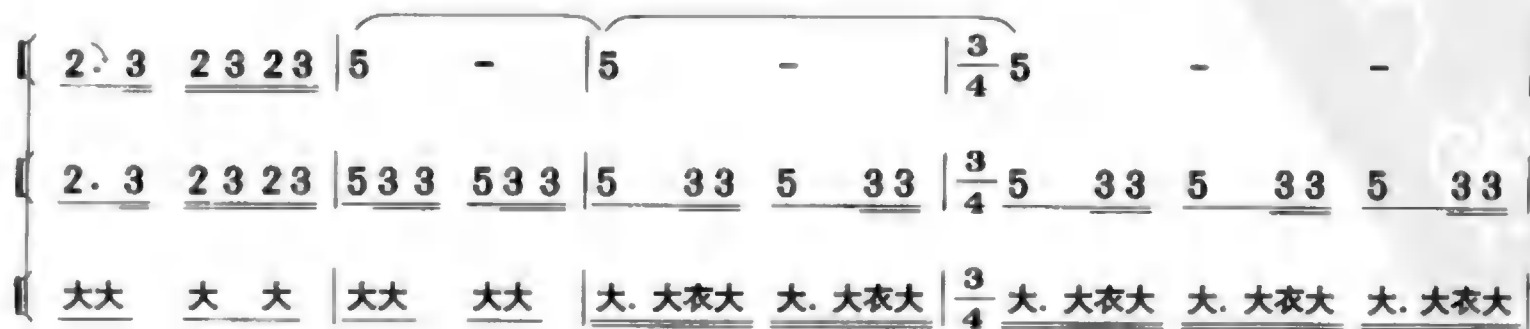 2. 3 2 3 2 3 | 5 - | 5 - | 3/4 5 - -
2. 3 2 3 2 3 | 5 3 3 5 3 3 | 5 3 3 5 3 3 | 3/4 5 3 3 5 3 3 5 3 3
大大 大 大 | 大大 大大 | 大. 大衣大 大. 大衣大 | 3/4 大. 大衣大 大. 大衣大 大. 大衣大